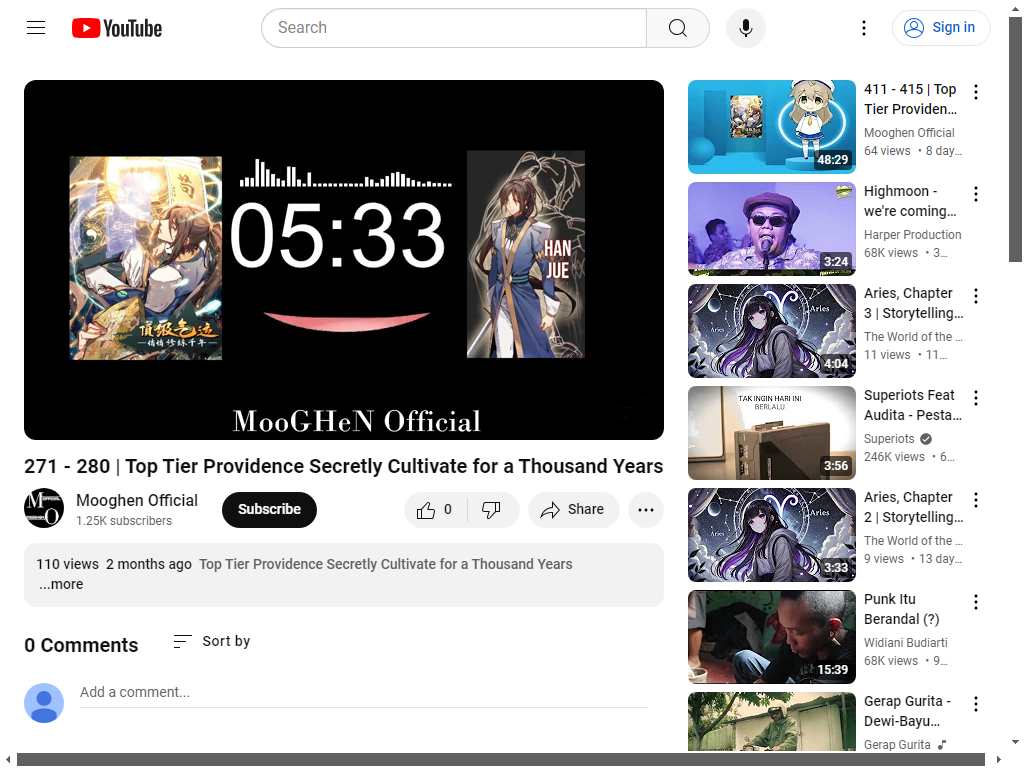 YouTube
Search
Sign in
頂級氣運
悄悄修練千年
05:33
HAN
JUE
MooGHeN Official
271 - 280 | Top Tier Providence Secretly Cultivate for a Thousand Years
Mooghen Official
1.25K subscribers
Subscribe
0
Share
110 views 2 months ago Top Tier Providence Secretly Cultivate for a Thousand Years
...more
0 Comments
Sort by
Add a comment...
48:29
411 - 415 | Top
Tier Providen...
Mooghen Official
64 views • 8 day...
3:24
Highmoon -
we're coming...
Harper Production
68K views • 3...
Aries
Aries
4:04
Aries, Chapter
3 | Storytelling...
The World of the ...
11 views • 11...
TAK INGIN HARI INI
BERLALU
3:56
Superiots Feat
Audita - Pesta...
Superiots
246K views • 6...
Aries
Aries
3:33
Aries, Chapter
2 | Storytelling...
The World of the ...
9 views • 13 day...
15:39
Punk Itu
Berandal (?)
Widiani Budiarti
68K views • 9...
Gerap Gurita -
Dewi-Bayu...
Gerap Gurita